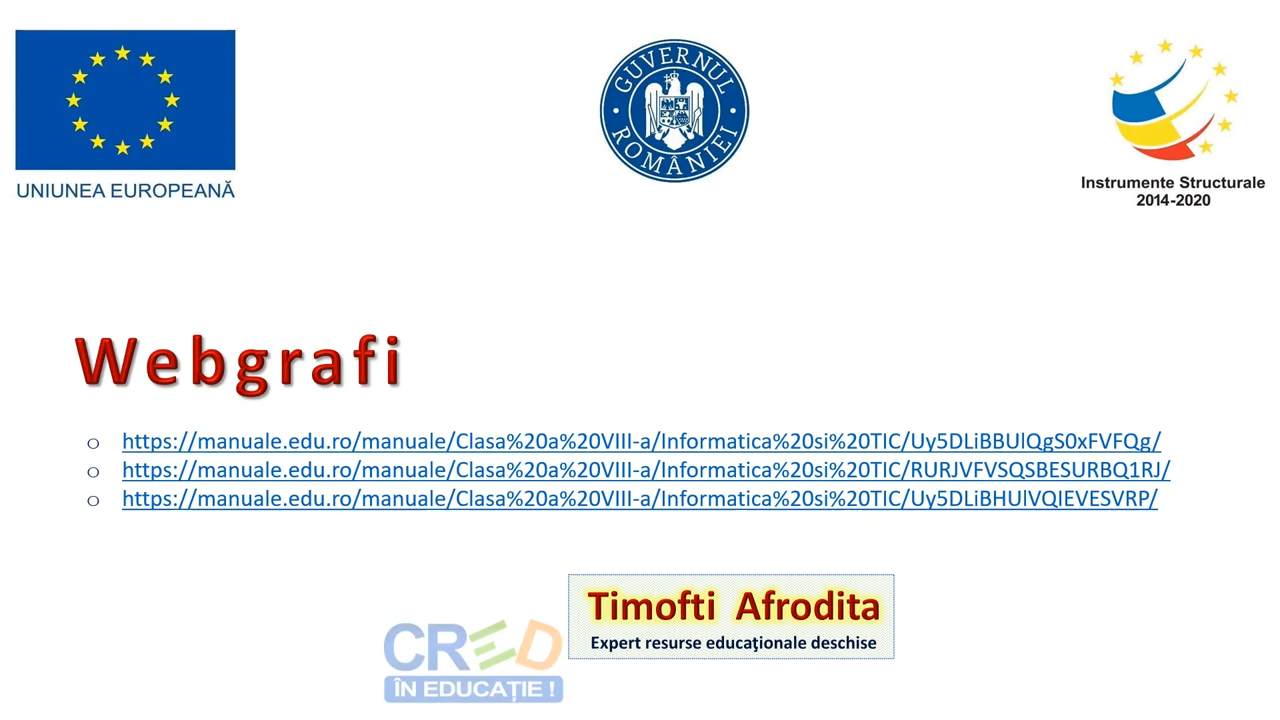 GUVERNUL ROMÂNIEI
UNIUNEA EUROPEANĂ
Instrumente Structurale
2014-2020
Webgrafi
https://manuale.edu.ro/manuale/Clasa%20a%20VIII-a/Informatica%20si%20TIC/Uy5DLiBBUlQgS0xFVFQg/
https://manuale.edu.ro/manuale/Clasa%20a%20VIII-a/Informatica%20si%20TIC/RURJVFVSQSBESURBQ1RJ/
https://manuale.edu.ro/manuale/Clasa%20a%20VIII-a/Informatica%20si%20TIC/Uy5DLiBHUlVQIEVESVRP/
Timofti Afrodita
Expert resurse educaţionale deschise
CRED
ÎN EDUCAȚIE !